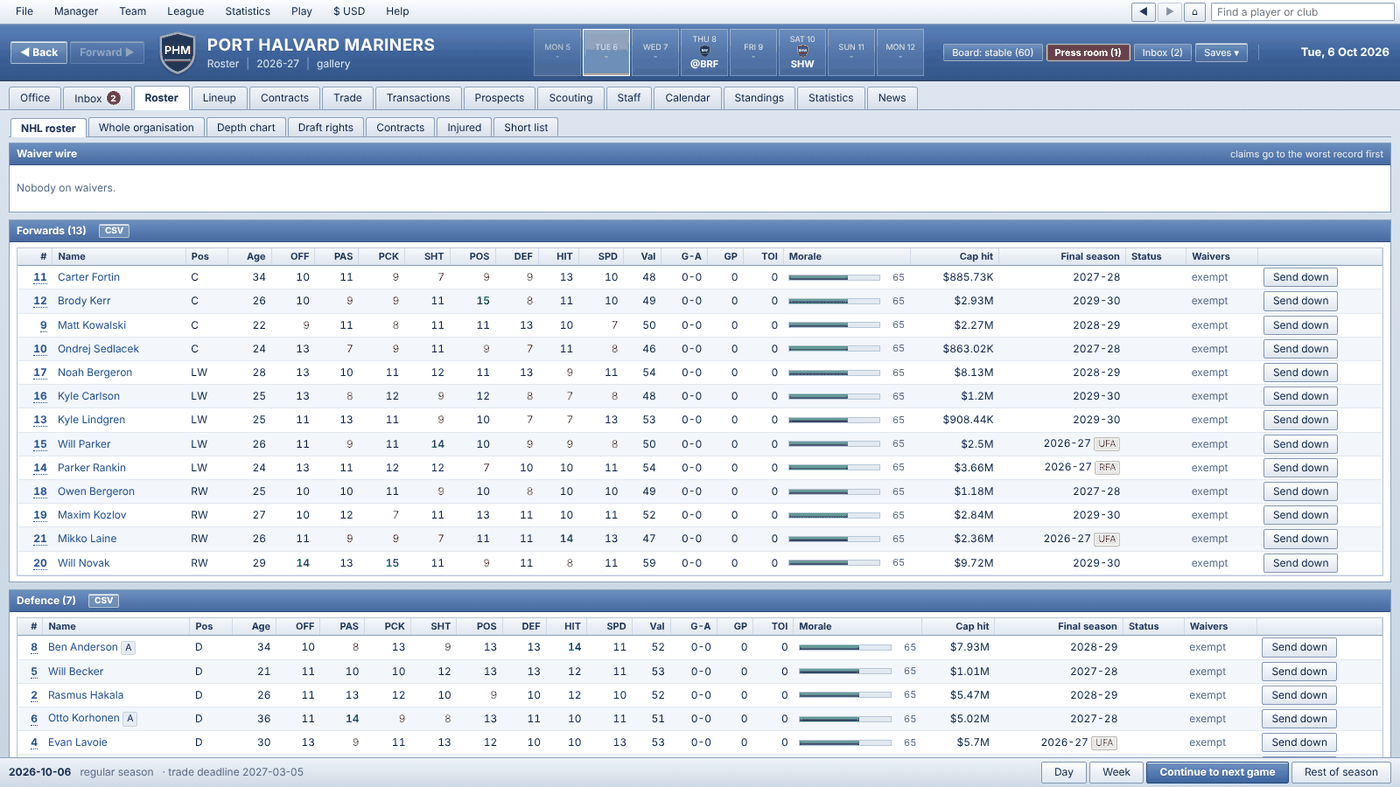 File Manager Team League Statistics Play $ USD Help ◀ ▶ ⌂ Find a player or club
◀ Back Forward ▶ PHM PORT HALVARD MARINERS
Roster | 2026-27 | gallery
MON 5 - TUE 6 - WED 7 - THU 8 @BRF FRI 9 - SAT 10 SHW SUN 11 - MON 12 -
Board: stable (60) Press room (1) Inbox (2) Saves ▾ Tue, 6 Oct 2026
Office Inbox 2 Roster Lineup Contracts Trade Transactions Prospects Scouting Staff Calendar Standings Statistics News
NHL roster Whole organisation Depth chart Draft rights Contracts Injured Short list
Waiver wire claims go to the worst record first
Nobody on waivers.
Forwards (13) CSV
# Name Pos Age OFF PAS PCK SHT POS DEF HIT SPD Val G-A GP TOI Morale Cap hit Final season Status Waivers
11 Carter Fortin C 34 10 11 9 7 9 9 13 10 48 0-0 0 0 65 $885.73K 2027-28 exempt Send down
12 Brody Kerr C 26 10 9 9 11 15 8 11 10 49 0-0 0 0 65 $2.93M 2029-30 exempt Send down
9 Matt Kowalski C 22 9 11 8 11 11 13 10 7 50 0-0 0 0 65 $2.27M 2028-29 exempt Send down
10 Ondrej Sedlacek C 24 13 7 9 11 9 7 11 8 46 0-0 0 0 65 $863.02K 2027-28 exempt Send down
17 Noah Bergeron LW 28 13 10 11 12 11 13 9 11 54 0-0 0 0 65 $8.13M 2028-29 exempt Send down
16 Kyle Carlson LW 25 13 8 12 9 12 8 7 8 48 0-0 0 0 65 $1.2M 2029-30 exempt Send down
13 Kyle Lindgren LW 25 11 13 11 9 10 7 7 13 53 0-0 0 0 65 $908.44K 2029-30 exempt Send down
15 Will Parker LW 26 11 9 11 14 10 9 9 8 50 0-0 0 0 65 $2.5M 2026-27 UFA exempt Send down
14 Parker Rankin LW 24 13 11 12 12 7 10 10 11 54 0-0 0 0 65 $3.66M 2026-27 RFA exempt Send down
18 Owen Bergeron RW 25 10 10 11 9 10 8 10 10 49 0-0 0 0 65 $1.18M 2027-28 exempt Send down
19 Maxim Kozlov RW 27 10 12 7 11 13 11 10 11 52 0-0 0 0 65 $2.84M 2029-30 exempt Send down
21 Mikko Laine RW 26 11 9 9 7 11 11 14 13 47 0-0 0 0 65 $2.36M 2026-27 UFA exempt Send down
20 Will Novak RW 29 14 13 15 11 9 11 8 11 59 0-0 0 0 65 $9.72M 2029-30 exempt Send down
Defence (7) CSV
# Name Pos Age OFF PAS PCK SHT POS DEF HIT SPD Val G-A GP TOI Morale Cap hit Final season Status Waivers
8 Ben Anderson A D 34 10 8 13 9 13 13 14 11 52 0-0 0 0 65 $7.93M 2028-29 exempt Send down
5 Will Becker D 21 11 10 10 12 13 13 12 11 53 0-0 0 0 65 $1.01M 2027-28 exempt Send down
2 Rasmus Hakala D 26 11 13 12 10 9 10 12 10 52 0-0 0 0 65 $5.47M 2028-29 exempt Send down
6 Otto Korhonen A D 36 11 14 9 8 13 11 10 11 51 0-0 0 0 65 $5.02M 2027-28 exempt Send down
4 Evan Lavoie D 30 13 9 11 13 12 10 10 13 53 0-0 0 0 65 $5.7M 2026-27 UFA exempt Send down
2026-10-06 regular season · trade deadline 2027-03-05 Day Week Continue to next game Rest of season